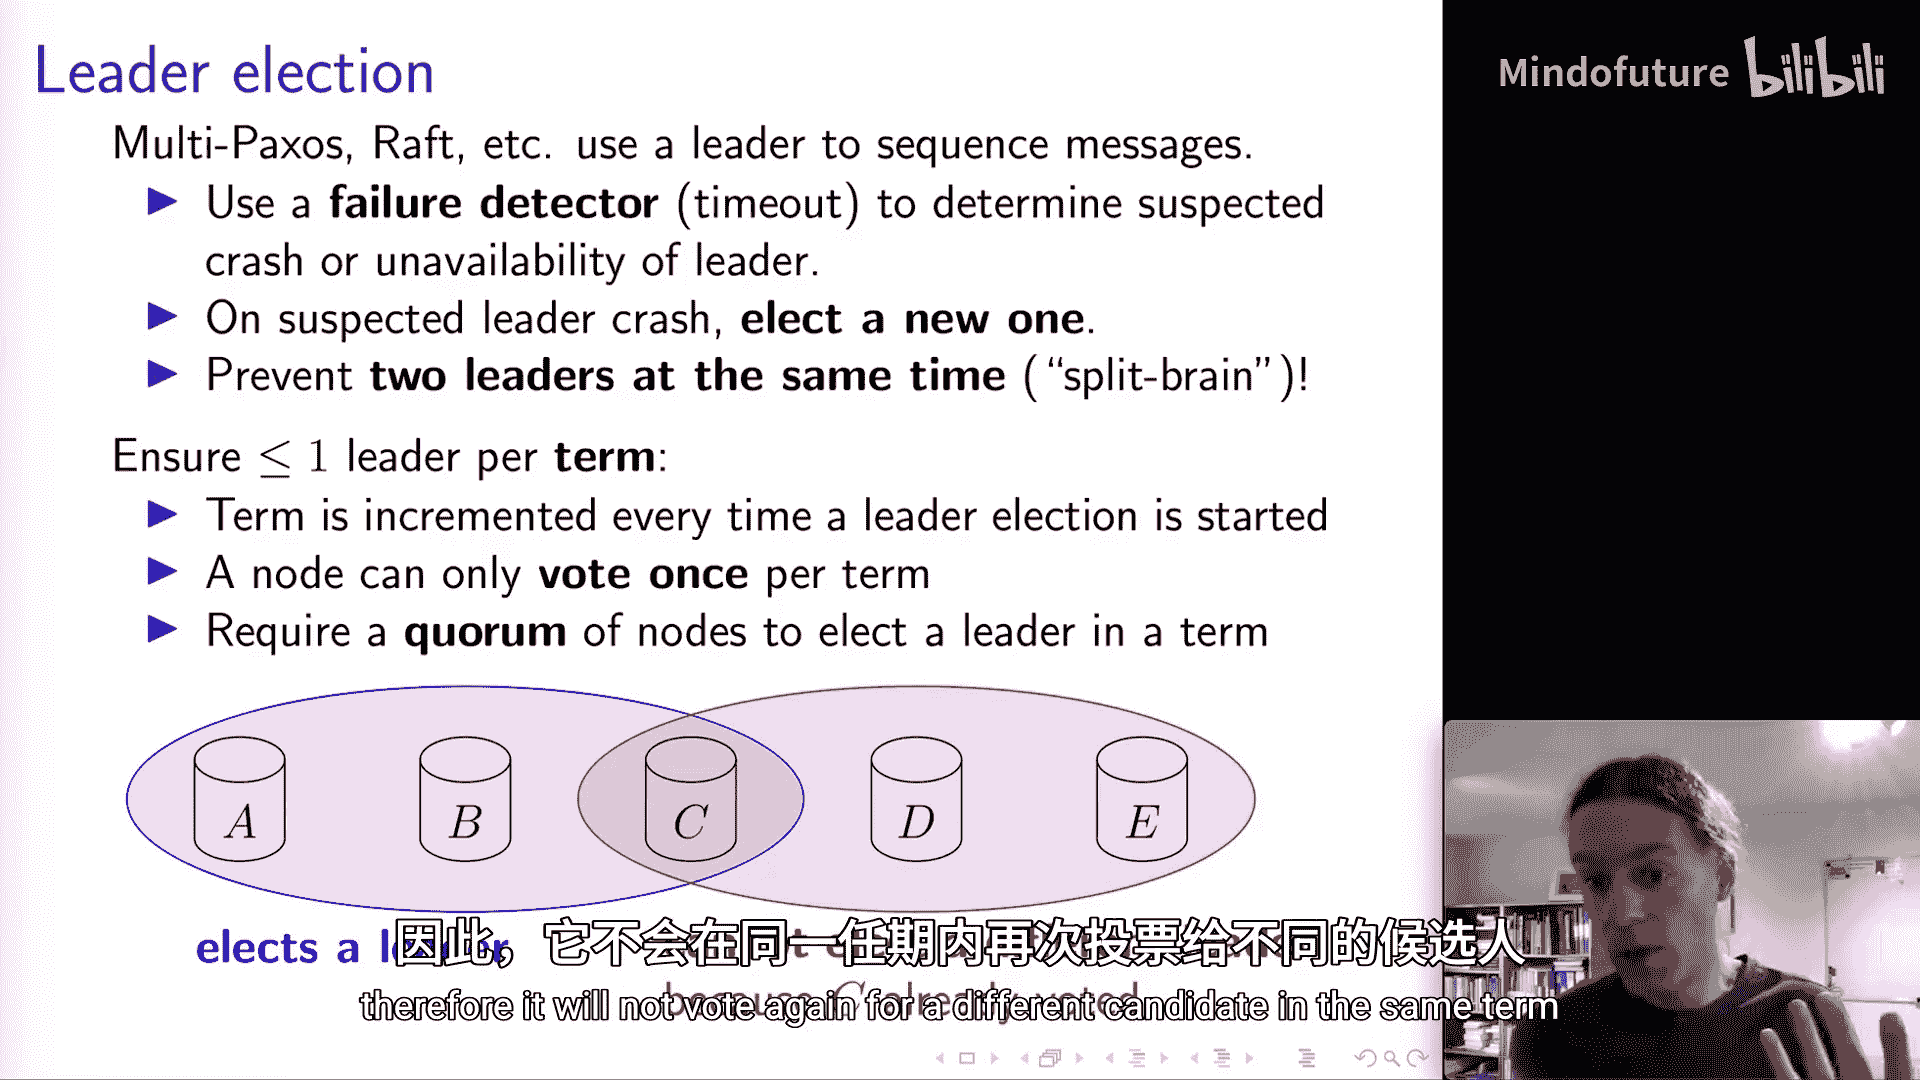 Leader election
Mindofuture bilibili
Multi-Paxos, Raft, etc. use a leader to sequence messages.
▶ Use a failure detector (timeout) to determine suspected
crash or unavailability of leader.
▶ On suspected leader crash, elect a new one.
▶ Prevent two leaders at the same time (“split-brain”)!
Ensure ≤ 1 leader per term:
▶ Term is incremented every time a leader election is started
▶ A node can only vote once per term
▶ Require a quorum of nodes to elect a leader in a term
A B C D E
elects a leader
because C already voted
因此，它不会在同一任期内再次投票给不同的候选人
therefore it will not vote again for a different candidate in the same term